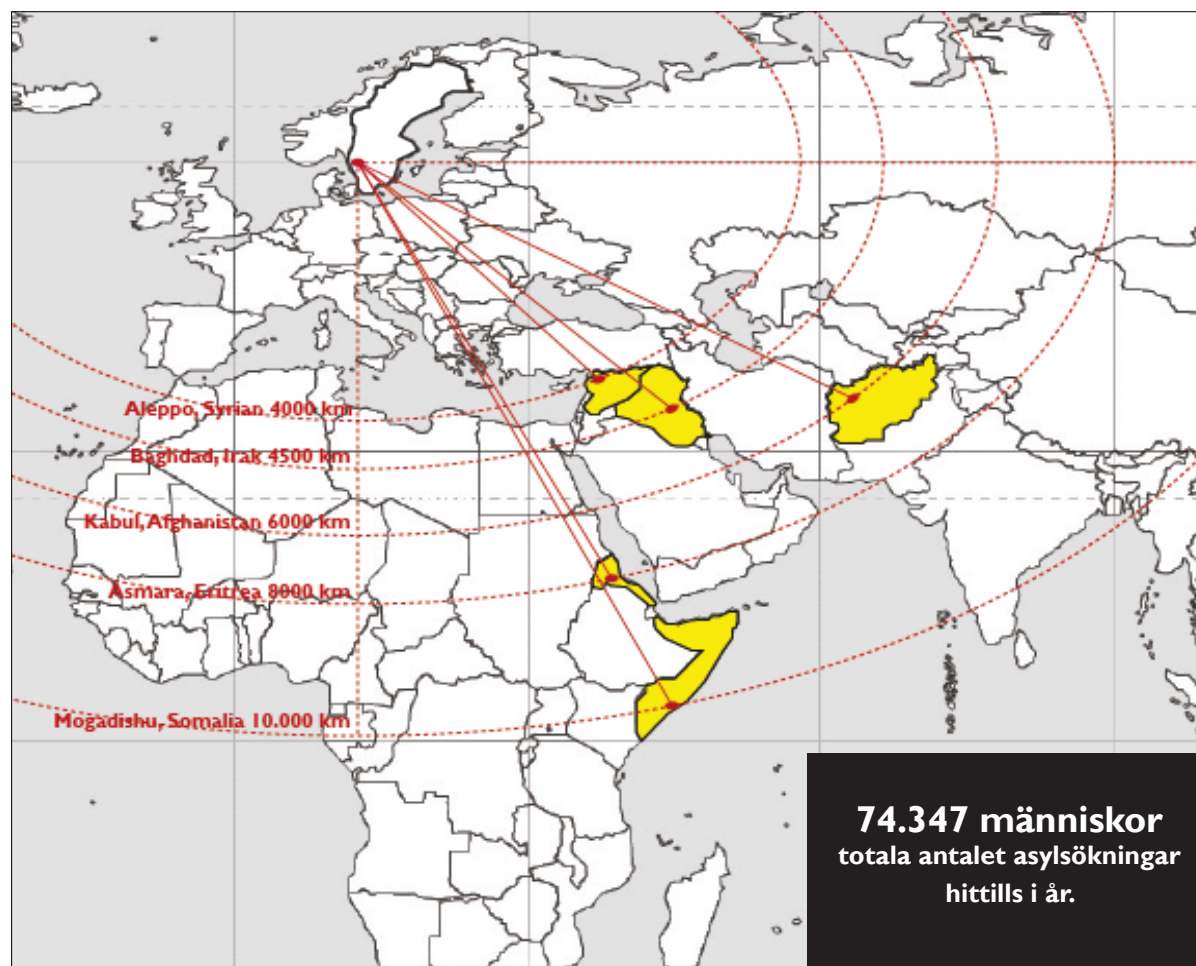 Aleppo, Syrian 4000 km
Baghdad, Irak 4500 km
Kabul, Afghanistan 6000 km
Asmara, Eritrea 8000 km
Mogadishu, Somalia 10.000 km
74.347 människor
totala antalet asylsökningar
hittills i år.